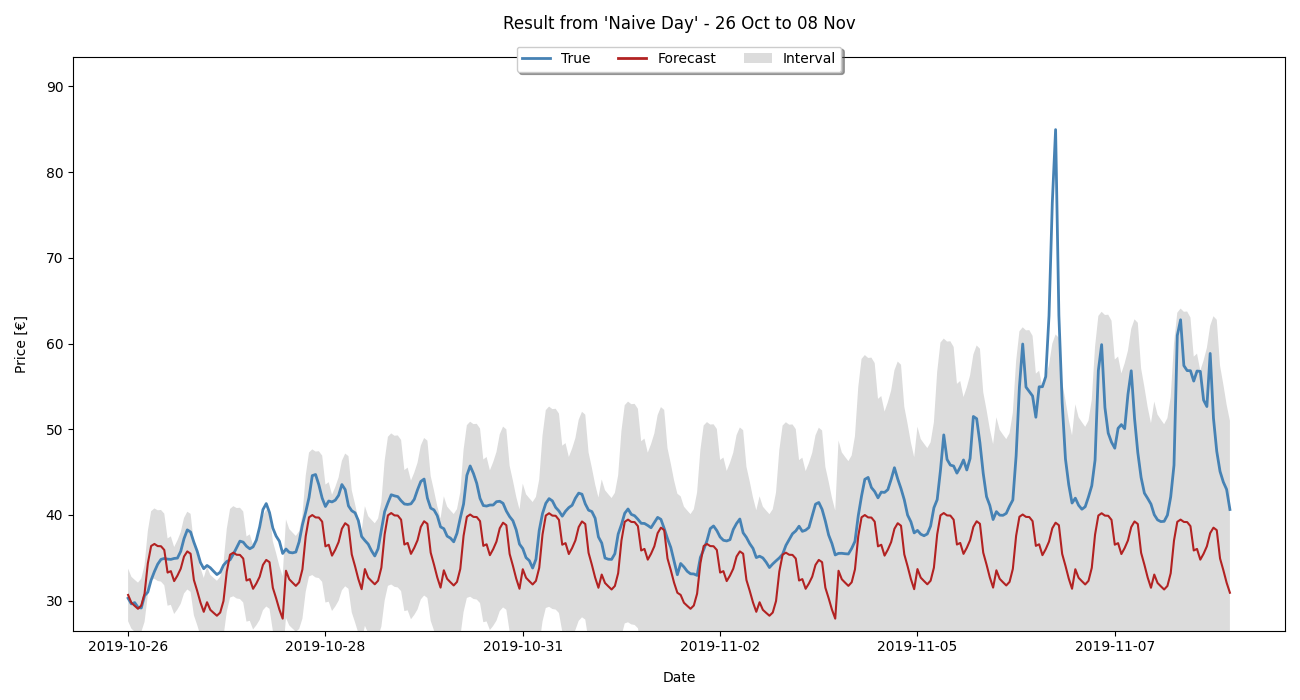 Result from 'Naive Day' - 26 Oct to 08 Nov
True Forecast Interval
Price [€]
90
80
70
60
50
40
30
2019-10-26 2019-10-28 2019-10-31 2019-11-02 2019-11-05 2019-11-07
Date